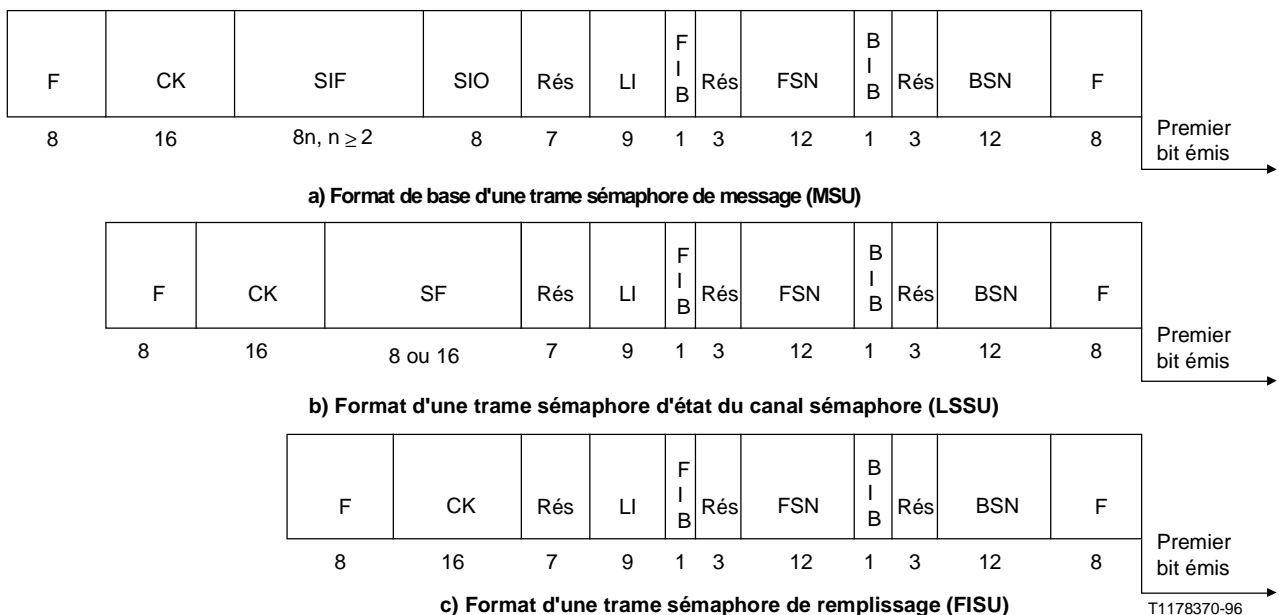 F CK SIF SIO Rés LI FIB Rés FSN BIB Rés BSN F
8 16 8n, n ≥ 2 8 7 9 1 3 12 1 3 12 8
Premier
bit émis
a) Format de base d'une trame sémaphore de message (MSU)
F CK SF Rés LI FIB Rés FSN BIB Rés BSN F
8 16 8 ou 16 7 9 1 3 12 1 3 12 8
Premier
bit émis
b) Format d'une trame sémaphore d'état du canal sémaphore (LSSU)
F CK Rés LI FIB Rés FSN BIB Rés BSN F
8 16 7 9 1 3 12 1 3 12 8
Premier
bit émis
c) Format d'une trame sémaphore de remplissage (FISU)
T1178370-96